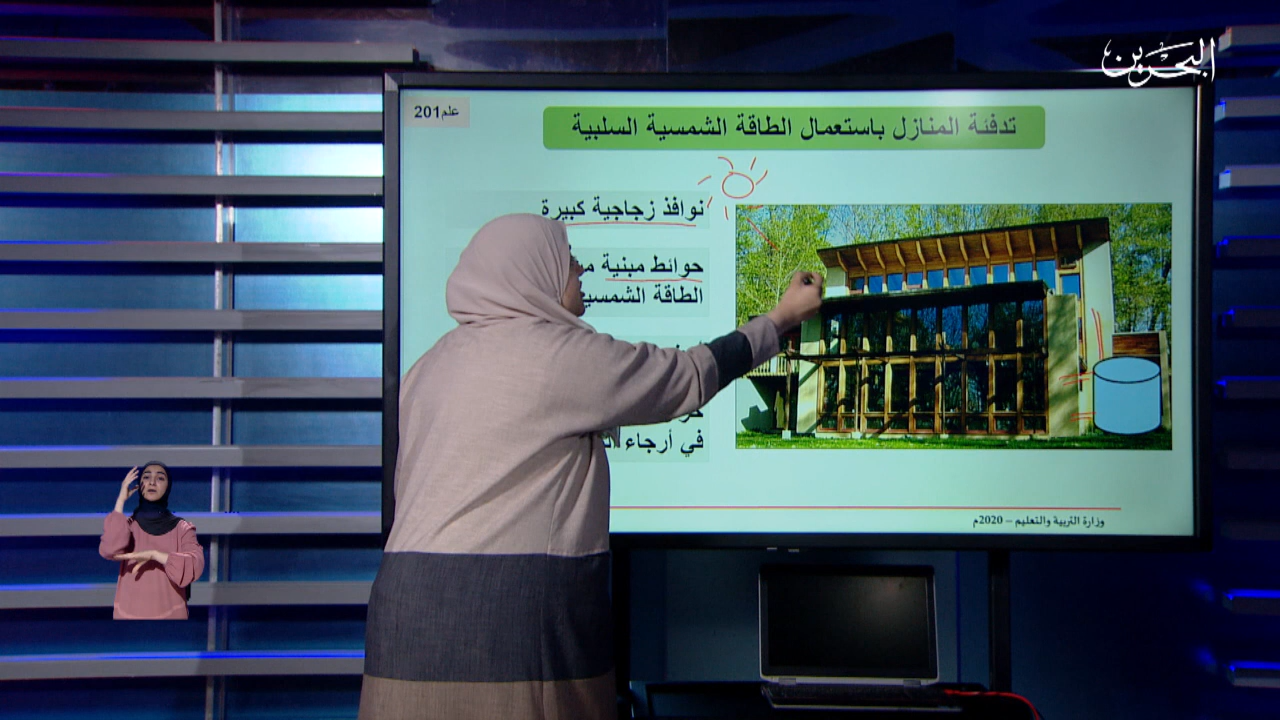 البحرين
علم201
تدفئة المنازل باستعمال الطاقة الشمسية السلبية
نوافذ زجاجية كبيرة
حوائط مبنية
الطاقة الشمسية
في أرجاء
وزارة التربية والتعليم – 2020م